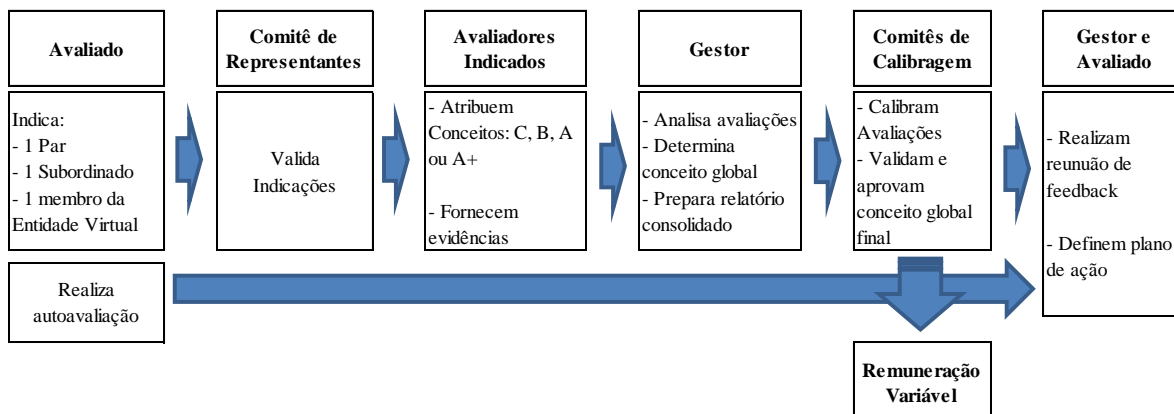 Avaliado
Indica:
- 1 Par
- 1 Subordinado
- 1 membro da
Entidade Virtual
Realiza
autoavaliação
Comitê de
Representantes
Valida
Indicações
Avaliadores
Indicados
- Atribuem
Conceitos: C, B, A
ou A+
- Fornecem
evidências
Gestor
- Analisa avaliações
- Determina
conceito global
- Prepara relatório
consolidado
Comitês de
Calibragem
- Calibram
Avaliações
- Validam e
aprovam
conceito global
final
Remuneração
Variável
Gestor e
Avaliado
- Realizam
reunuão de
feedback
- Definem plano
de ação